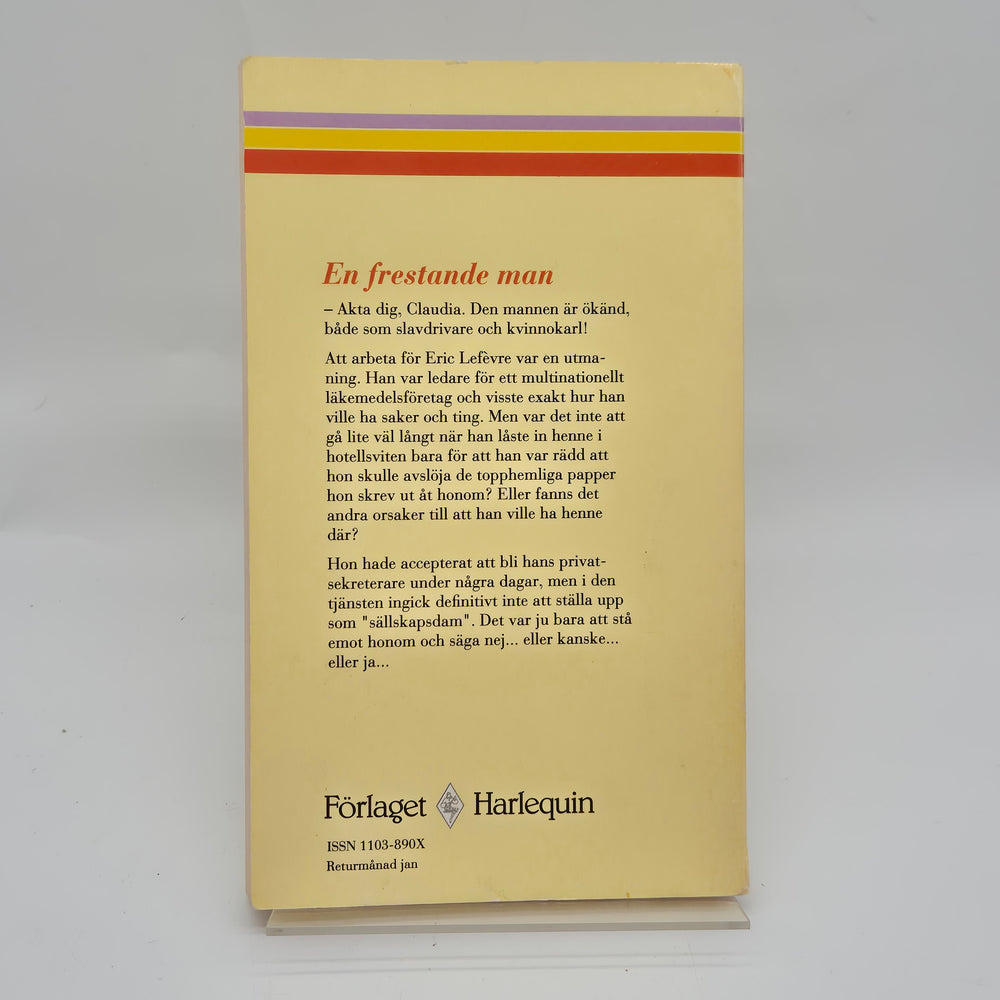 En frestande man
– Akta dig, Claudia. Den mannen är ökänd,
både som slavdrivare och kvinnokarl!
Att arbeta för Eric Lefèvre var en utma-
ning. Han var ledare för ett multinationellt
läkemedelsföretag och visste exakt hur han
ville ha saker och ting. Men var det inte att
gå lite väl långt när han låste in henne i
hotellsviten bara för att han var rädd att
hon skulle avslöja de topphemliga papper
hon skrev ut åt honom? Eller fanns det
andra orsaker till att han ville ha henne
där?
Hon hade accepterat att bli hans privat-
sekreterare under några dagar, men i den
tjänsten ingick definitivt inte att ställa upp
som "sällskapsdam". Det var ju bara att stå
emot honom och säga nej... eller kanske...
eller ja...
Förlaget Harlequin
ISSN 1103-890X
Returmånad jan